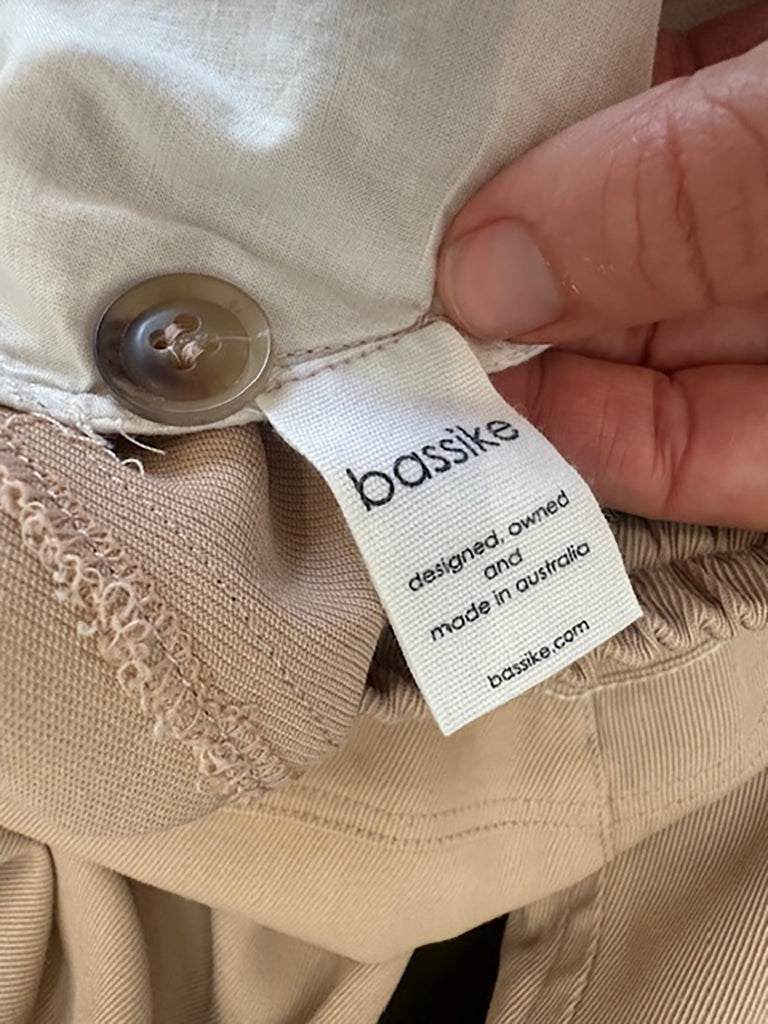 bassike
designed, owned
and
made in australia
bassike.com